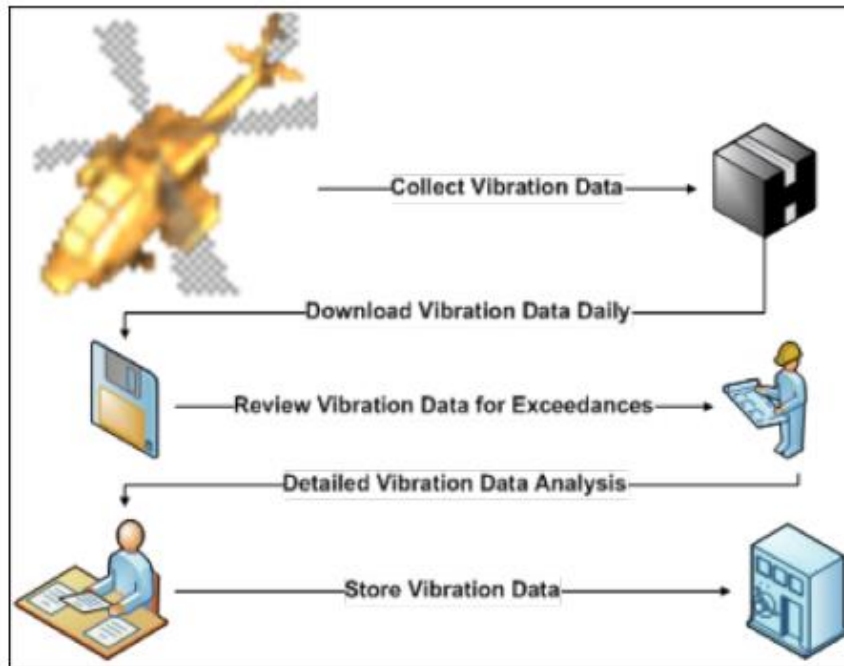 Collect Vibration Data
Download Vibration Data Daily
Review Vibration Data for Exceedances
Detailed Vibration Data Analysis
Store Vibration Data